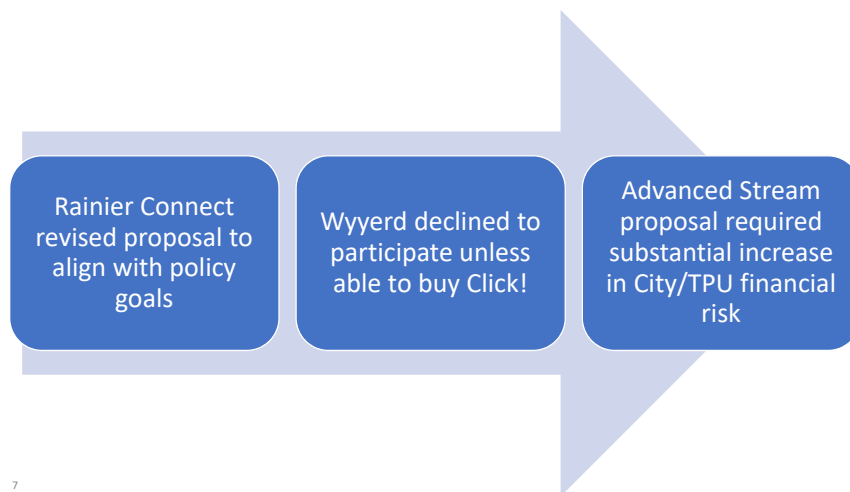 Rainier Connect
revised proposal to
align with policy
goals
Wyyerd declined to
participate unless
able to buy Click!
Advanced Stream
proposal required
substantial increase
in City/TPU financial
risk
7